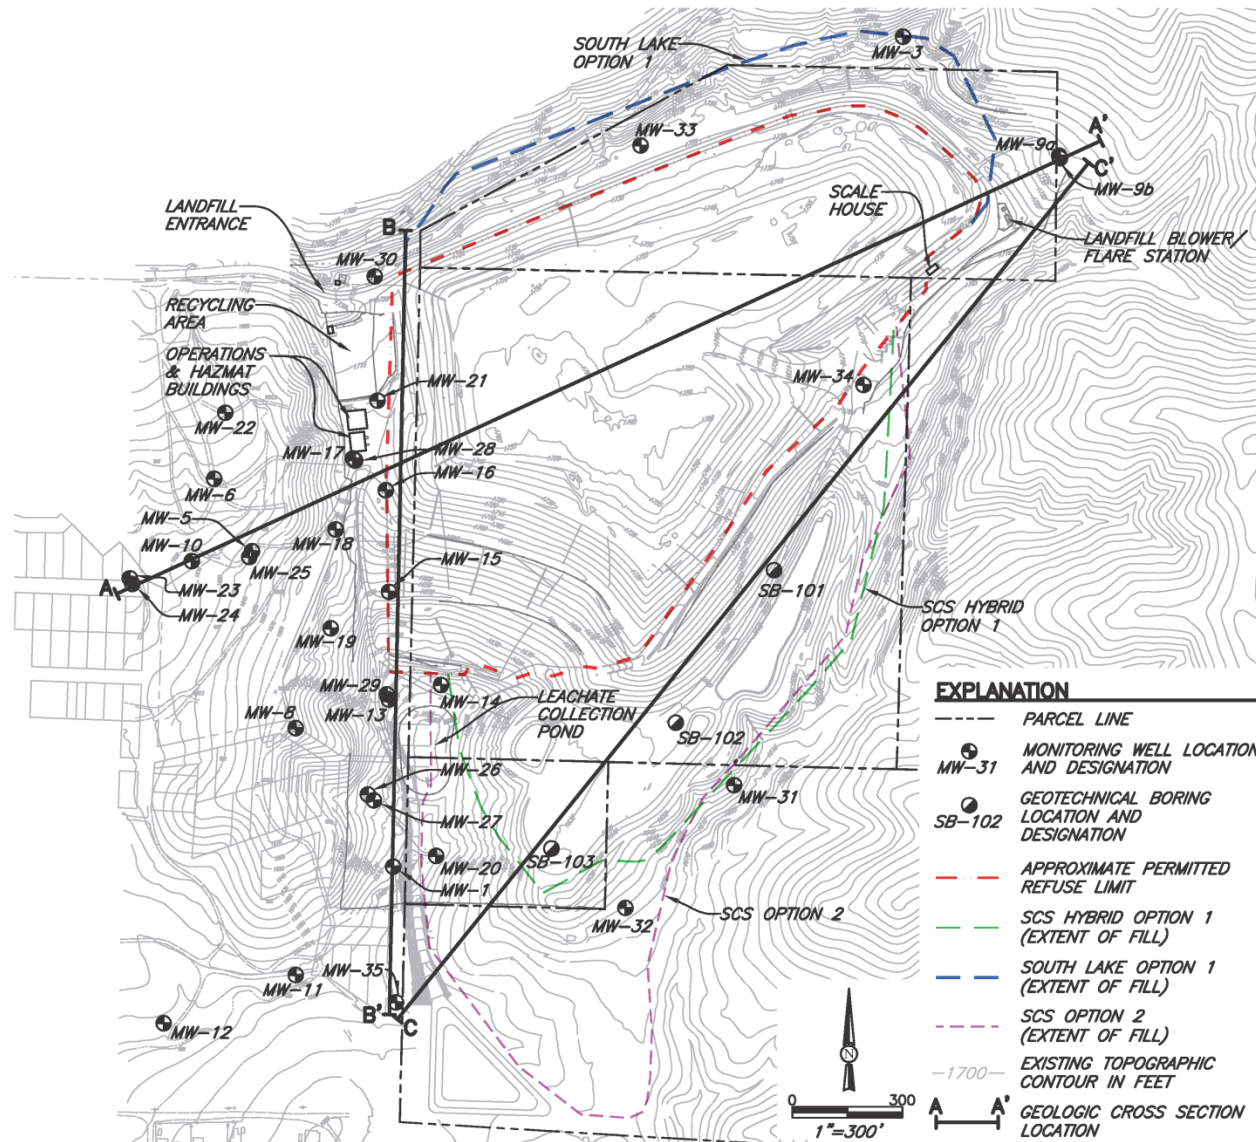 SOUTH LAKE
OPTION 1
MW-3
MW-33
A'
MW-9a
C'
MW-9b
SCALE
HOUSE
LANDFILL
ENTRANCE
B
LANDFILL BLOWER/
FLARE STATION
MW-30
RECYCLING
AREA
OPERATIONS
& HAZMAT
BUILDINGS
MW-21
MW-34
MW-22
MW-17
MW-28
MW-16
MW-6
MW-5
MW-10
MW-18
MW-25
MW-15
A
MW-23
MW-24
SB-101
SCS HYBRID
OPTION 1
MW-19
MW-29
MW-14
LEACHATE
COLLECTION
POND
MW-13
MW-8
SB-102
MW-26
MW-31
MW-27
MW-20
SB-103
MW-1
MW-32
SCS OPTION 2
MW-35
MW-11
B'
C
MW-12
EXPLANATION
PARCEL LINE
MW-31
MONITORING WELL LOCATION
AND DESIGNATION
SB-102
GEOTECHNICAL BORING
LOCATION AND
DESIGNATION
APPROXIMATE PERMITTED
REFUSE LIMIT
SCS HYBRID OPTION 1
(EXTENT OF FILL)
SOUTH LAKE OPTION 1
(EXTENT OF FILL)
SCS OPTION 2
(EXTENT OF FILL)
1700
EXISTING TOPOGRAPHIC
CONTOUR IN FEET
A A'
GEOLOGIC CROSS SECTION
LOCATION
N
0 300
1"=300'